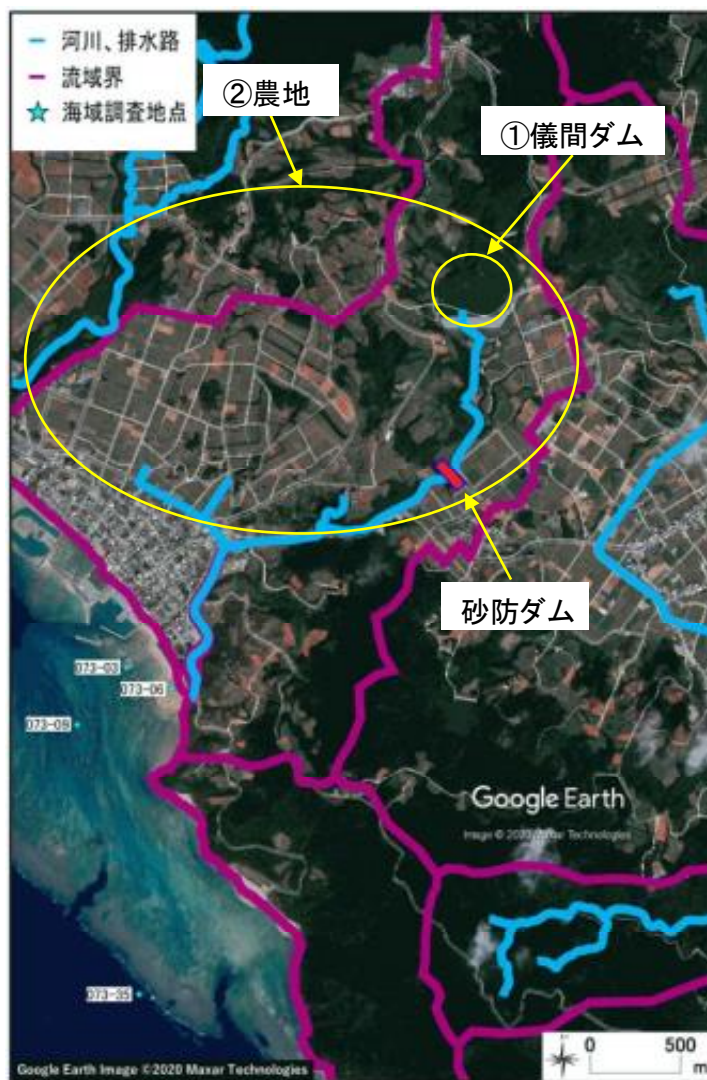 河川、排水路
流域界
海域調査地点
②農地
①儀間ダム
砂防ダム
073-03
073-06
073-09
073-35
Google Earth
Image © 2020 Maxar Technologies
0 500
m
Google Earth Image ©2020 Maxar Technologies